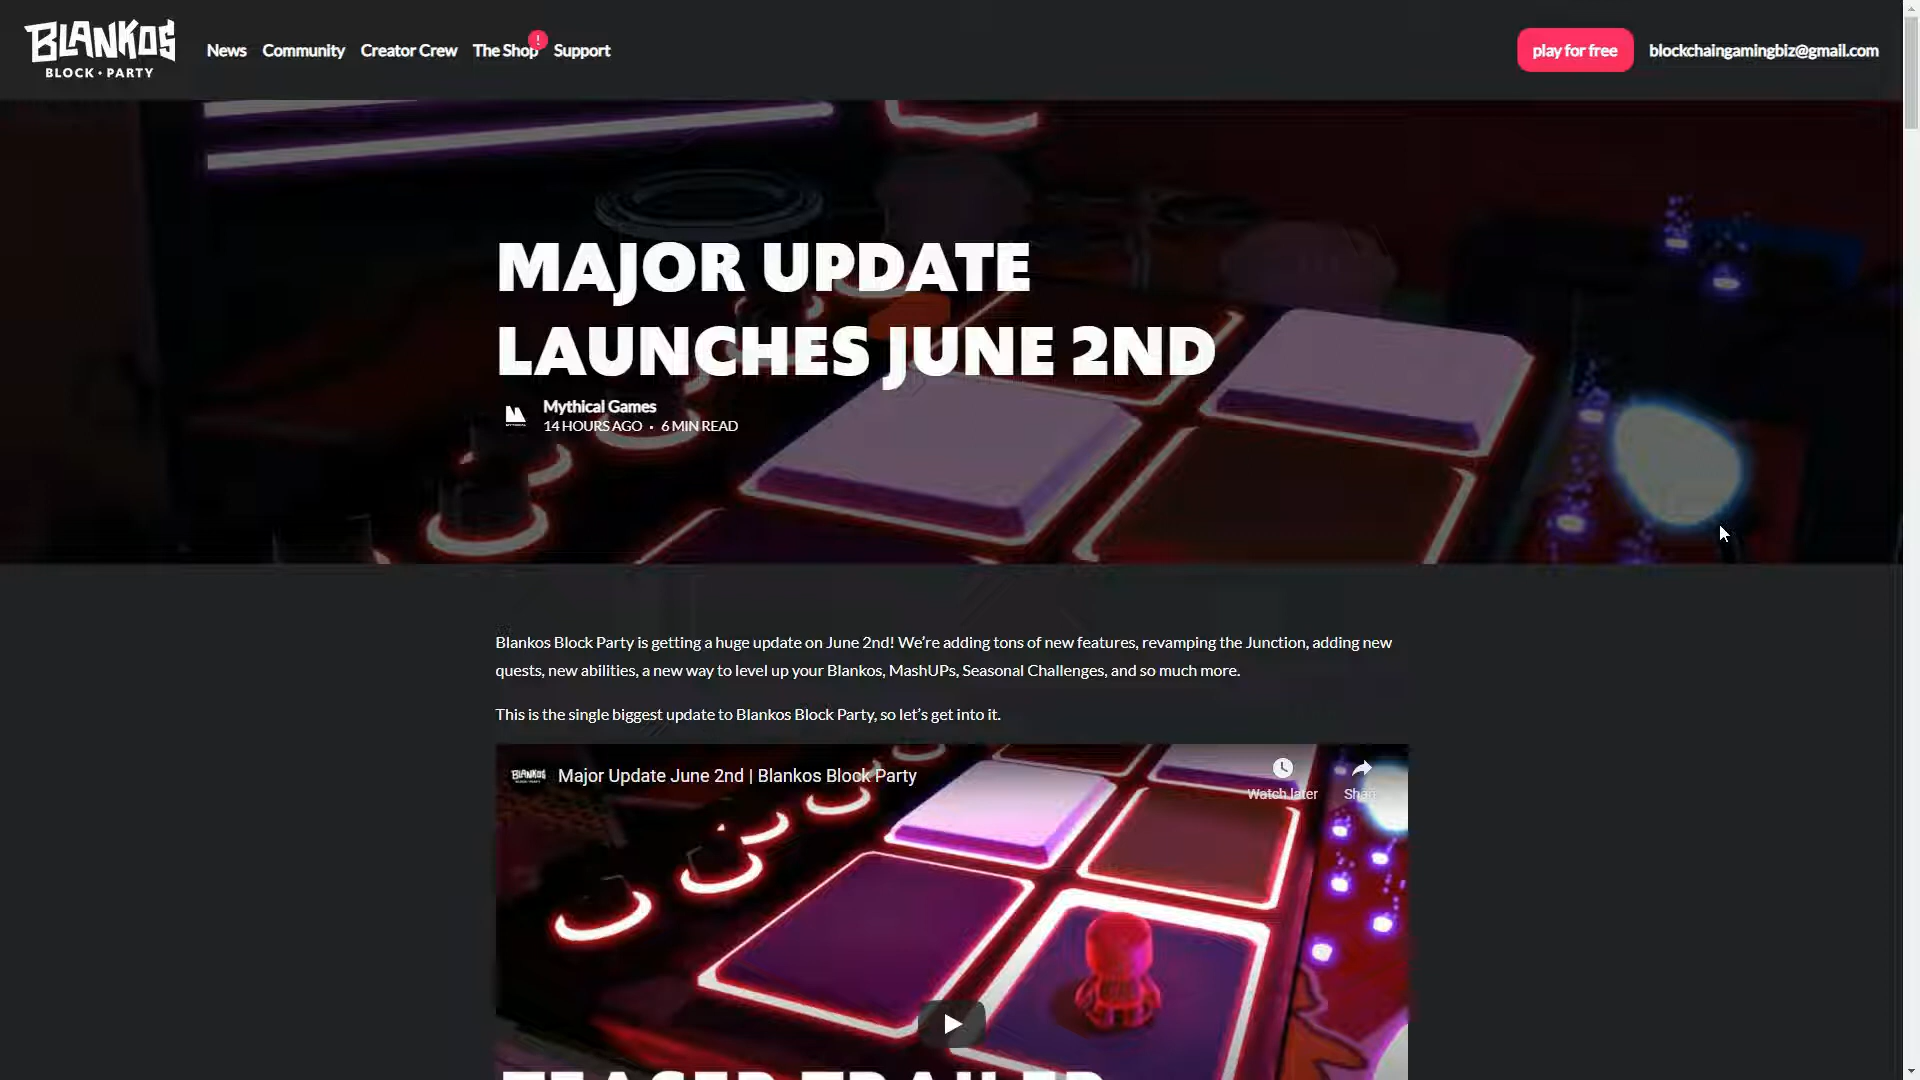 BLANKOS
BLOCK • PARTY
News
Community
Creator Crew
The Shop
!
Support
play for free
blockchaingamingbiz@gmail.com
MAJOR UPDATE
LAUNCHES JUNE 2ND
Mythical Games
14 HOURS AGO • 6 MIN READ
Blankos Block Party is getting a huge update on June 2nd! We’re adding tons of new features, revamping the Junction, adding new
quests, new abilities, a new way to level up your Blankos, MashUPs, Seasonal Challenges, and so much more.
This is the single biggest update to Blankos Block Party, so let’s get into it.
BLANKOS
Major Update June 2nd | Blankos Block Party
Watch later
Share
TEASER TRAILER